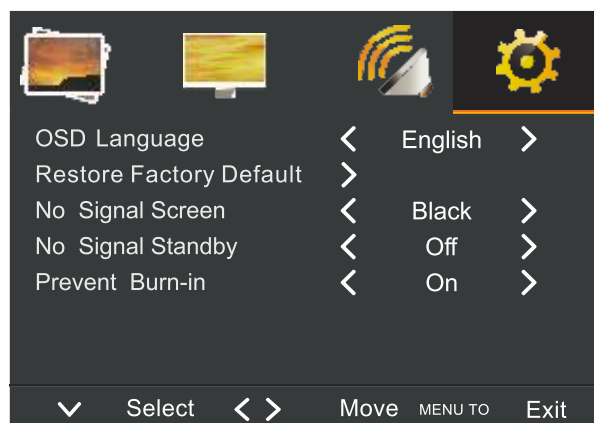 OSD Language English
Restore Factory Default
No Signal Screen Black
No Signal Standby Off
Prevent Burn-in On
Select Move MENU TO Exit